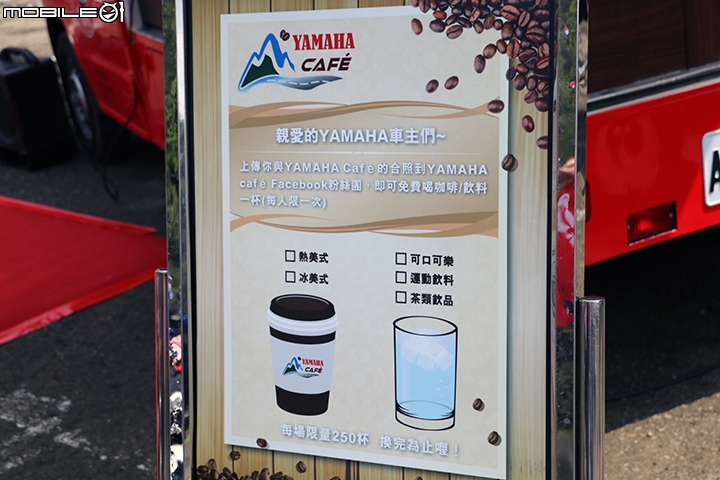 MOBILE01
YAMAHA
CAFÉ
親愛的YAMAHA車主們~
上傳你與YAMAHA Café的合照到YAMAHA
café Facebook粉絲團，即可免費喝咖啡/飲料
一杯(每人限一次)
熱美式
冰美式
可口可樂
運動飲料
茶類飲品
YAMAHA
CAFÉ
每場限量250杯 換完為止喔！